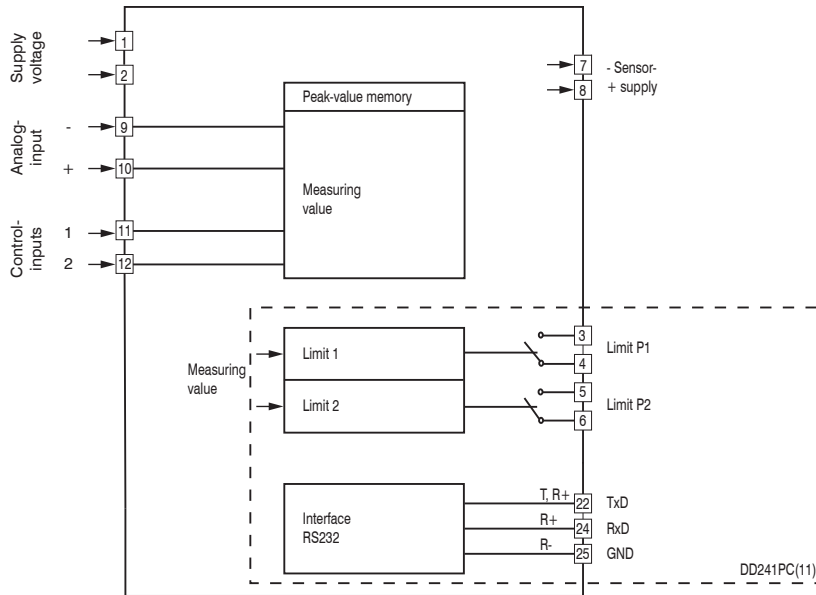 Supply
voltage
1
2
Analog-
input
-
9
+
10
Control-
inputs
1
11
2
12
Peak-value memory
Measuring
value
7
- Sensor-
8
+ supply
Measuring
value
Limit 1
Limit 2
3
4
Limit P1
5
6
Limit P2
Interface
RS232
T, R+
22
TxD
R+
24
RxD
R-
25
GND
DD241PC(11)